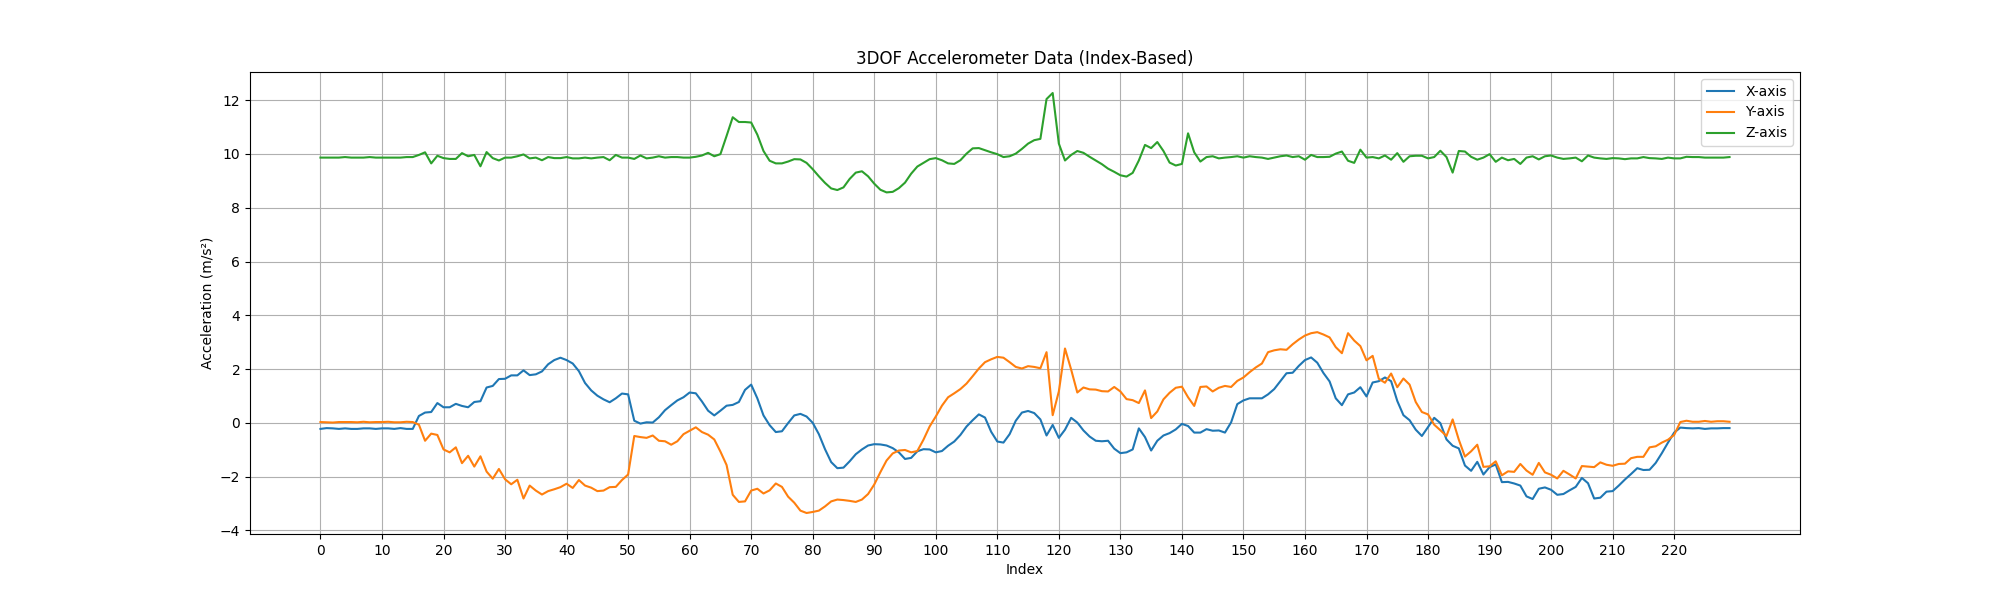 3DOF Accelerometer Data (Index-Based)
X-axis
Y-axis
Z-axis
Acceleration (m/s²)
12
10
8
6
4
2
0
−2
−4
0 10 20 30 40 50 60 70 80 90 100 110 120 130 140 150 160 170 180 190 200 210 220
Index